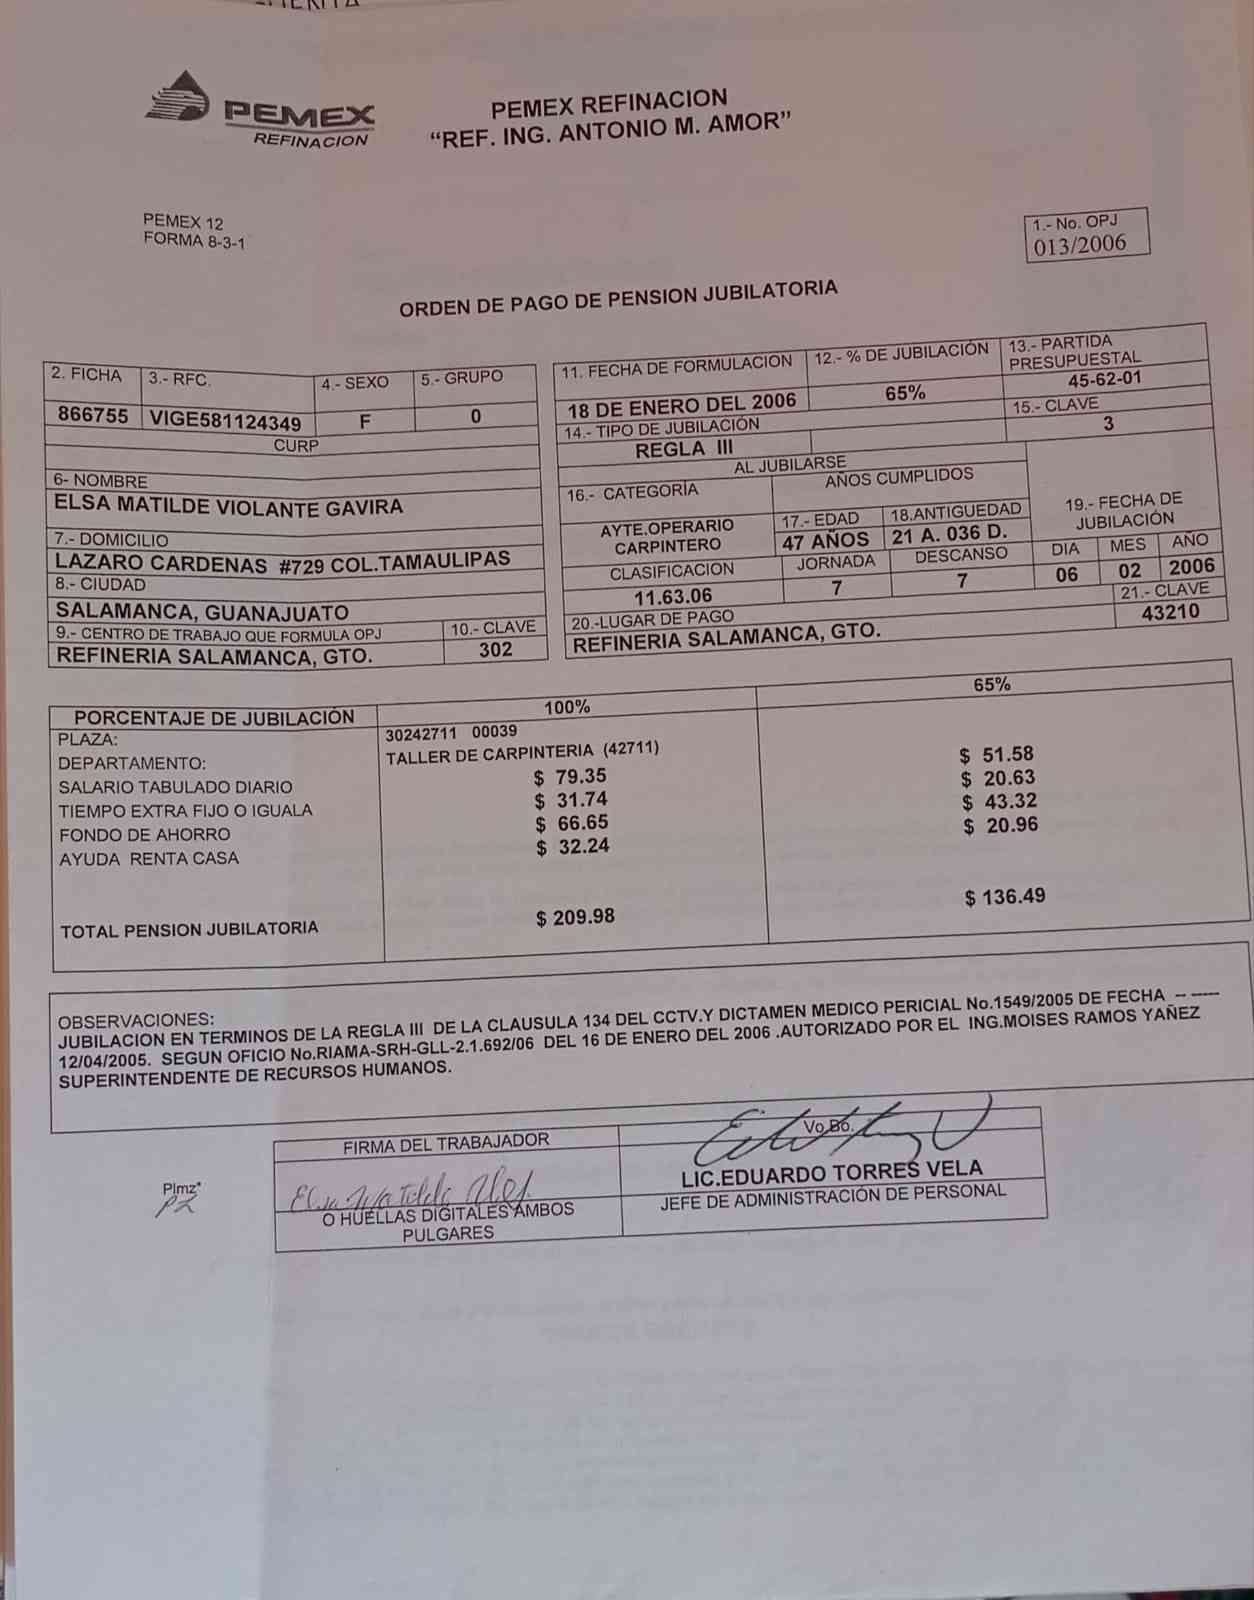 PEMEX
REFINACION
PEMEX REFINACION
“REF. ING. ANTONIO M. AMOR”
PEMEX 12
FORMA 8-3-1
1.- No. OPJ
013/2006
ORDEN DE PAGO DE PENSION JUBILATORIA
2. FICHA 3.- RFC. 4.- SEXO 5.- GRUPO
866755 VIGE581124349 F 0
CURP
6- NOMBRE
ELSA MATILDE VIOLANTE GAVIRA
7.- DOMICILIO
LAZARO CARDENAS #729 COL.TAMAULIPAS
8.- CIUDAD
SALAMANCA, GUANAJUATO
9.- CENTRO DE TRABAJO QUE FORMULA OPJ 10.- CLAVE
REFINERIA SALAMANCA, GTO. 302
11. FECHA DE FORMULACION 12.- % DE JUBILACIÓN 13.- PARTIDA PRESUPUESTAL
18 DE ENERO DEL 2006 65% 45-62-01
14.- TIPO DE JUBILACIÓN 15.- CLAVE
REGLA III 3
AL JUBILARSE
16.- CATEGORÍA AÑOS CUMPLIDOS
AYTE.OPERARIO CARPINTERO
17.- EDAD 18.ANTIGUEDAD 19.- FECHA DE JUBILACIÓN
47 AÑOS 21 A. 036 D.
CLASIFICACION JORNADA DESCANSO DIA MES AÑO
11.63.06 7 7 06 02 2006
20.-LUGAR DE PAGO 21.- CLAVE
REFINERIA SALAMANCA, GTO. 43210
PORCENTAJE DE JUBILACIÓN 100% 65%
PLAZA: 30242711 00039
DEPARTAMENTO: TALLER DE CARPINTERIA (42711)
SALARIO TABULADO DIARIO $ 79.35 $ 51.58
TIEMPO EXTRA FIJO O IGUALA $ 31.74 $ 20.63
FONDO DE AHORRO $ 66.65 $ 43.32
AYUDA RENTA CASA $ 32.24 $ 20.96
TOTAL PENSION JUBILATORIA $ 209.98 $ 136.49
OBSERVACIONES:
JUBILACION EN TERMINOS DE LA REGLA III DE LA CLAUSULA 134 DEL CCTV.Y DICTAMEN MEDICO PERICIAL No.1549/2005 DE FECHA -- -----
12/04/2005. SEGUN OFICIO No.RIAMA-SRH-GLL-2.1.692/06 DEL 16 DE ENERO DEL 2006 .AUTORIZADO POR EL ING.MOISES RAMOS YAÑEZ
SUPERINTENDENTE DE RECURSOS HUMANOS.
FIRMA DEL TRABAJADOR
O HUELLAS DIGITALES AMBOS
PULGARES
Vo.Bo.
LIC.EDUARDO TORRES VELA
JEFE DE ADMINISTRACIÓN DE PERSONAL
Plmz*